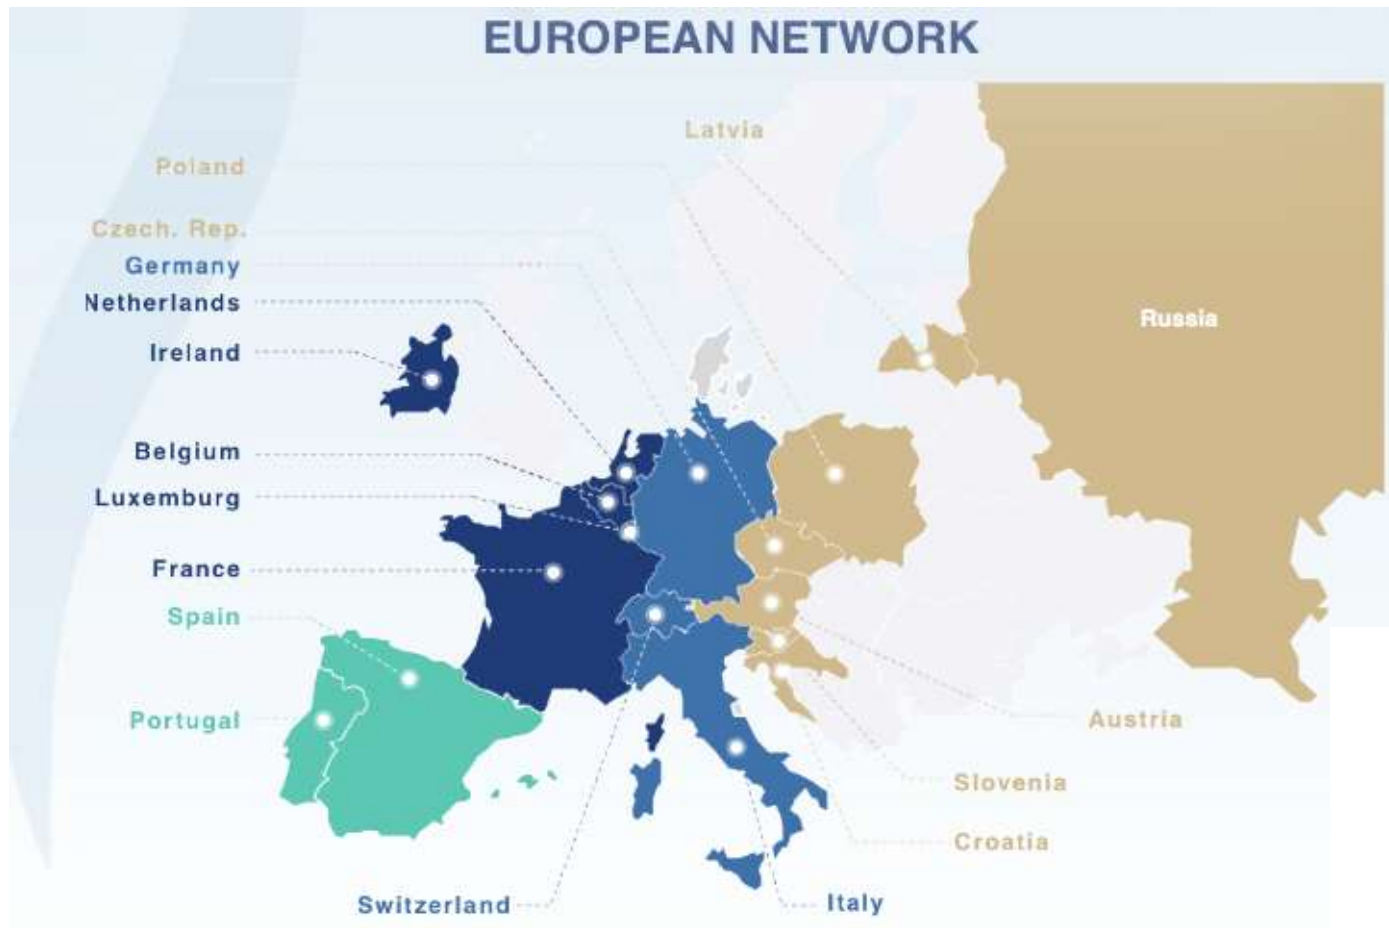 EUROPEAN NETWORK
Latvia
Poland
Czech. Rep.
Germany
Netherlands
Russia
Ireland
Belgium
Luxemburg
France
Spain
Portugal
Austria
Slovenia
Croatia
Switzerland
Italy